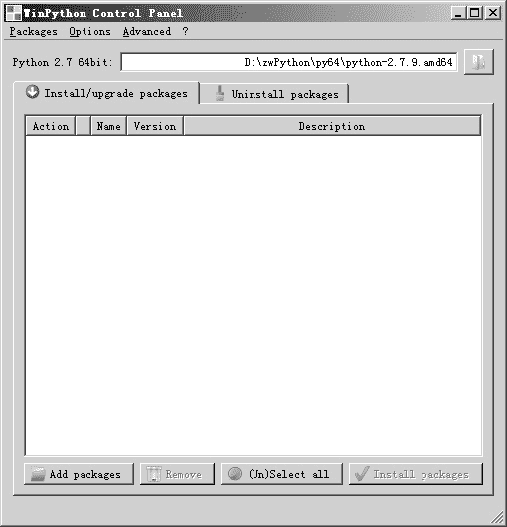 WinPython Control Panel
Packages Options Advanced ?
Python 2.7 64bit: D:\zwPython\py64\python-2.7.9.amd64
Install/upgrade packages Uninstall packages
Action Name Version Description
Add packages Remove (Un)Select all Install packages